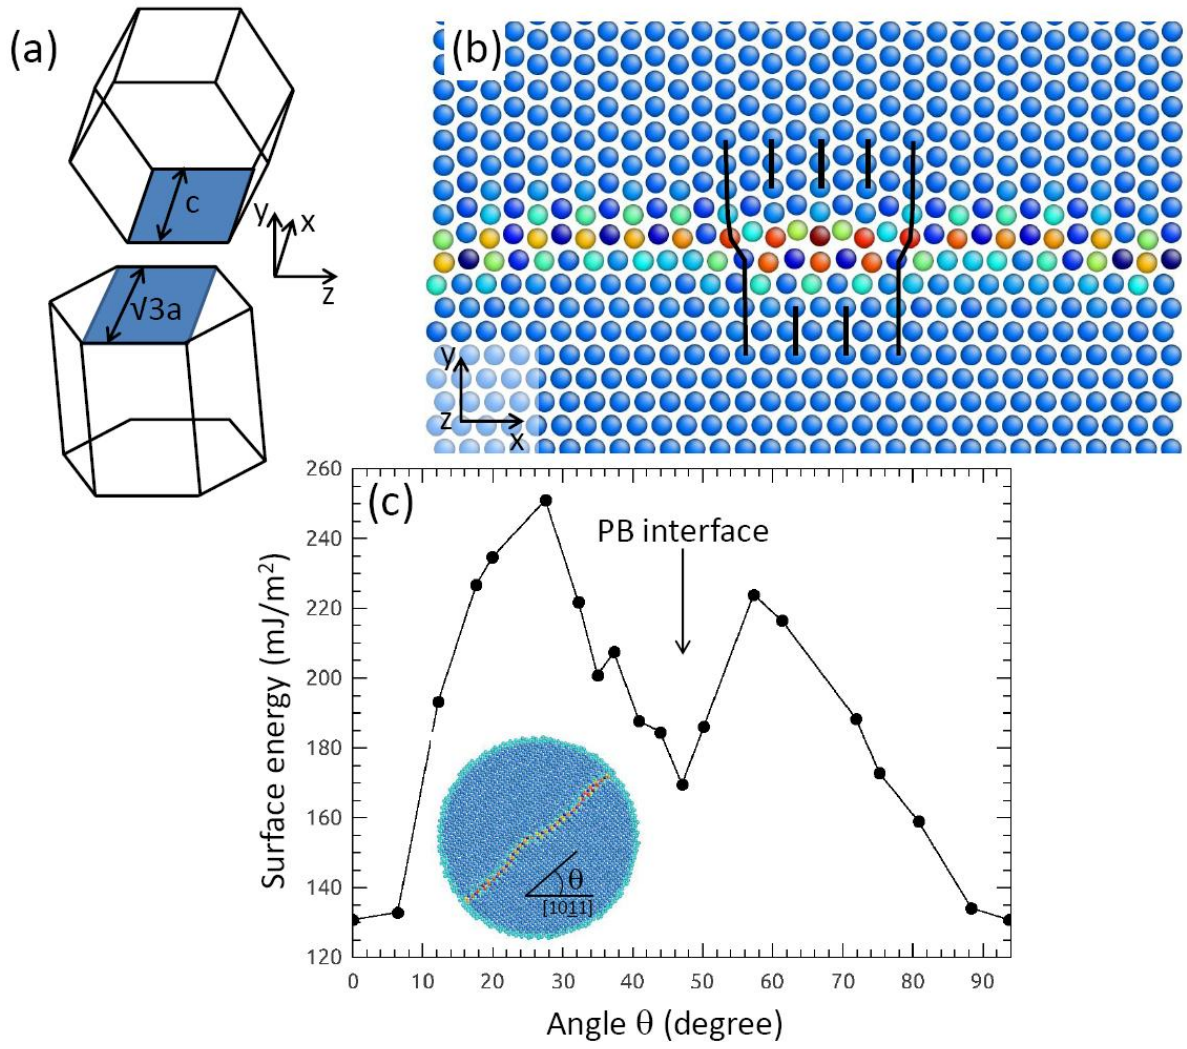 (a)
c
y
x
z
√3a
(b)
y
z
x
(c)
PB interface
Surface energy (mJ/m²)
260
240
220
200
180
160
140
120
θ
[1011]
0 10 20 30 40 50 60 70 80 90
Angle θ (degree)